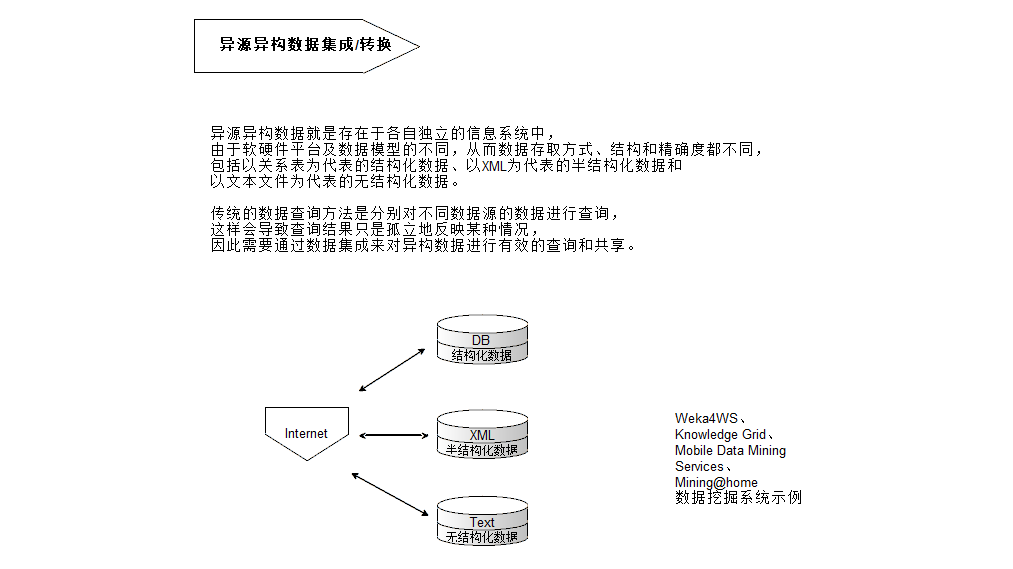 异源异构数据集成/转换
异源异构数据就是存在于各自独立的信息系统中，
由于软硬件平台及数据模型的不同，从而数据存取方式、结构和精确度都不同，
包括以关系表为代表的结构化数据、以XML为代表的半结构化数据和
以文本文件为代表的无结构化数据。
传统的数据查询方法是分别对不同数据源的数据进行查询，
这样会导致查询结果只是孤立地反映某种情况，
因此需要通过数据集成来对异构数据进行有效的查询和共享。
DB
结构化数据
Internet
XML
半结构化数据
Text
无结构化数据
Weka4WS、
Knowledge Grid、
Mobile Data Mining
Services、
Mining@home
数据挖掘系统示例